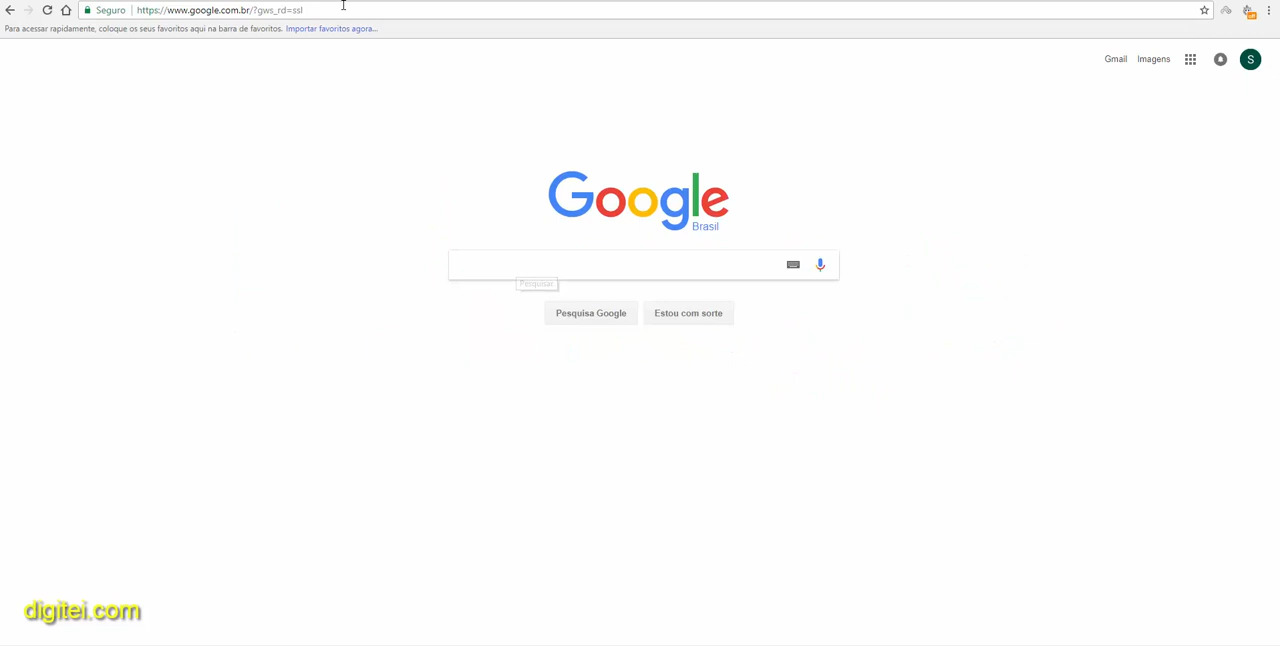 Seguro https://www.google.com.br/?gws_rd=ssl
Para acessar rapidamente, coloque os seus favoritos aqui na barra de favoritos. Importar favoritos agora...
Gmail Imagens S
Google
Brasil
Pesquisar
Pesquisa Google Estou com sorte
digitei.com